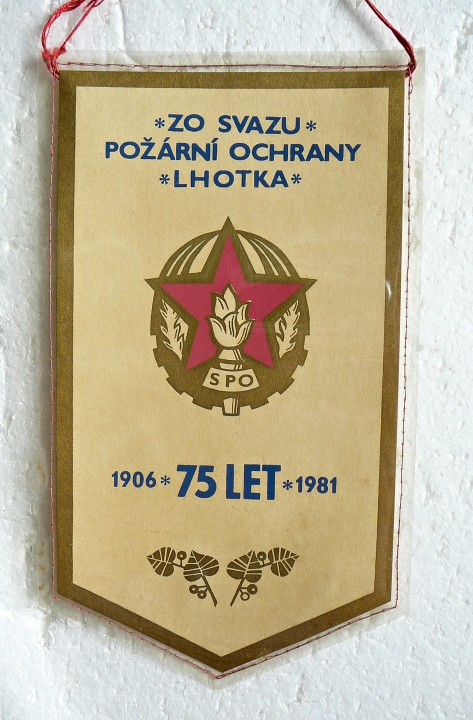 *ZO SVAZU*
POŽÁRNÍ OCHRANY
*LHOTKA*
SPO
1906*75 LET*1981